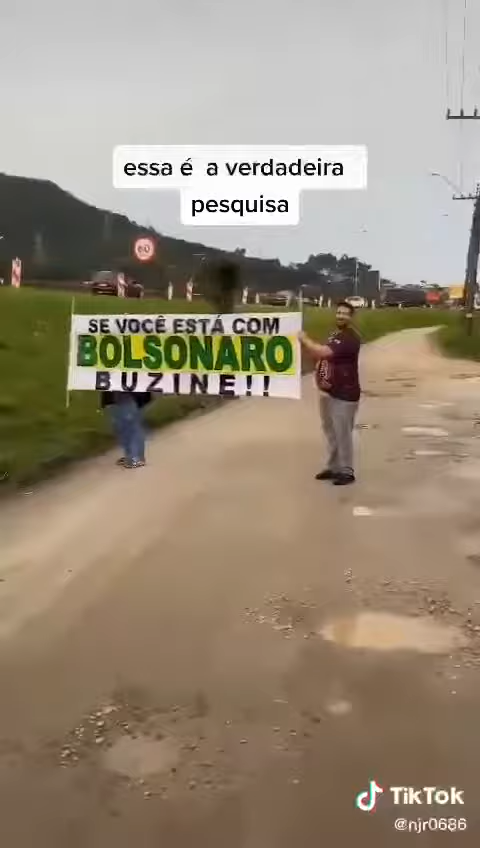 essa é a verdadeira
pesquisa
60
SE VOCÊ ESTÁ COM
BOLSONARO
BUZINE!!
TikTok
@njr0686